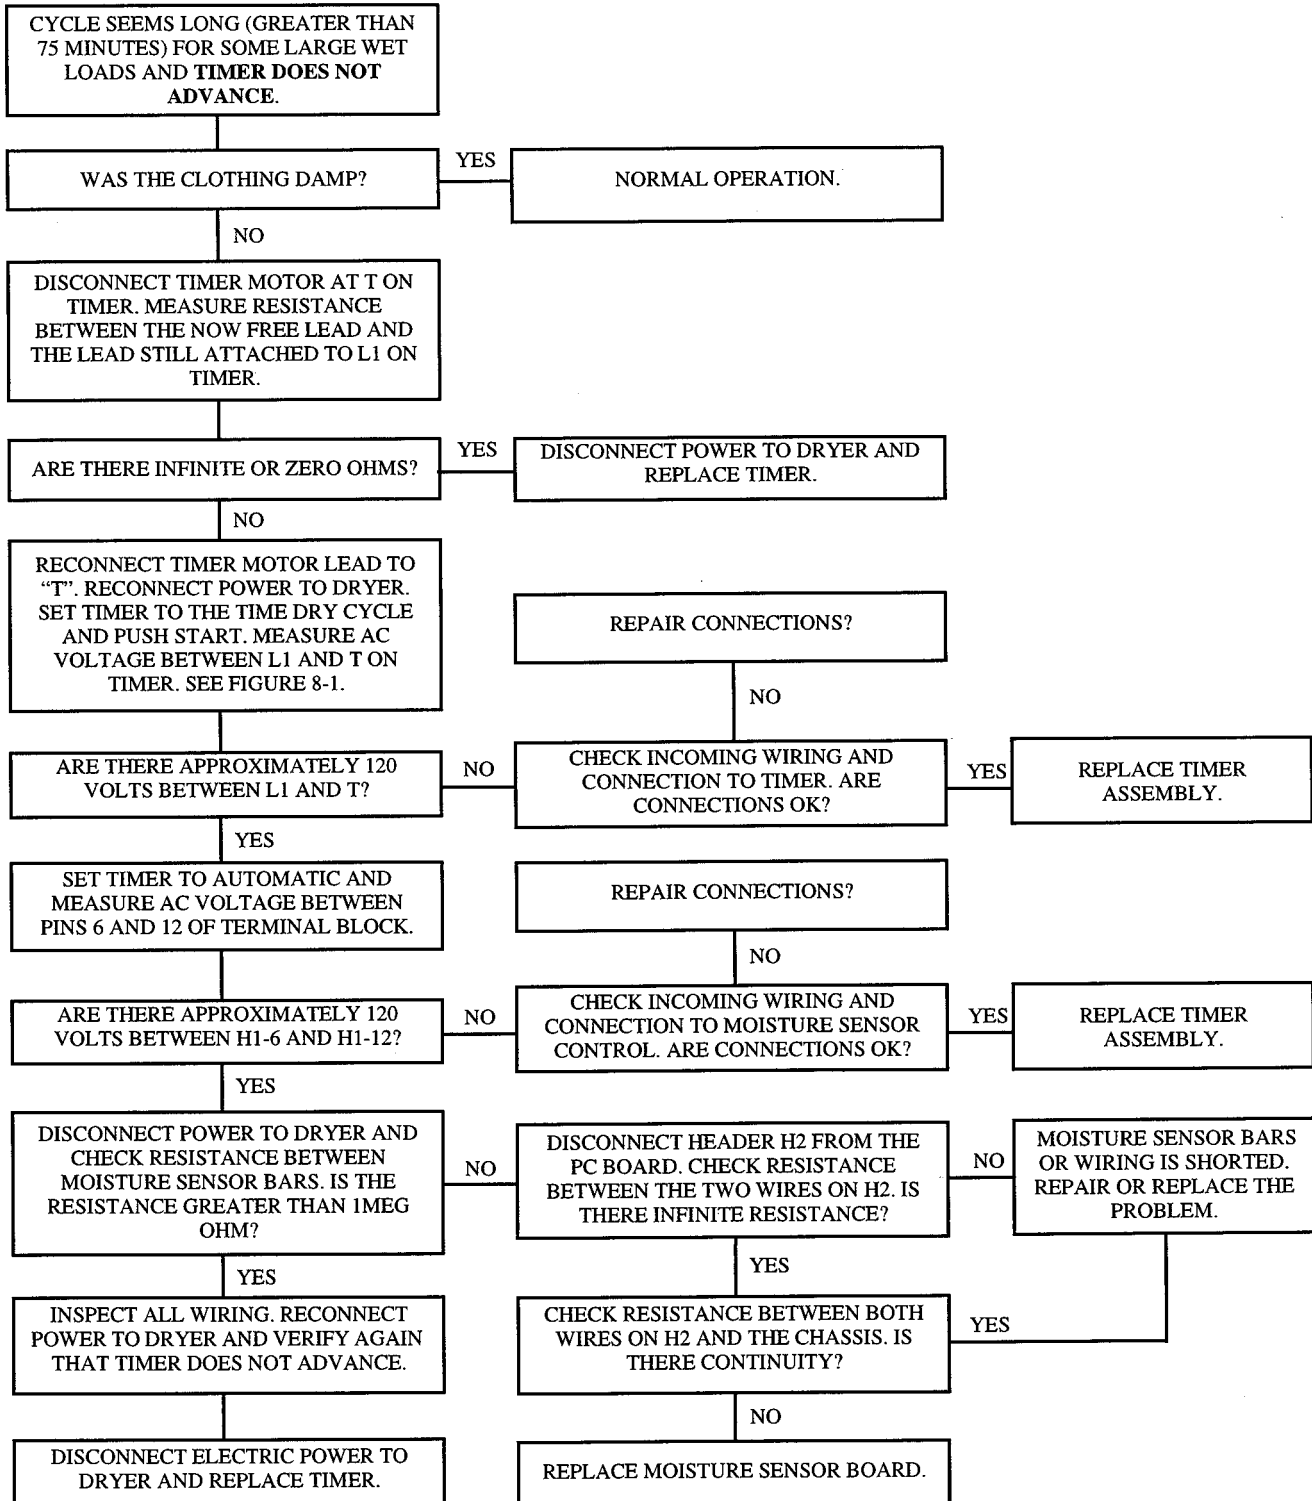 CYCLE SEEMS LONG (GREATER THAN
75 MINUTES) FOR SOME LARGE WET
LOADS AND TIMER DOES NOT
ADVANCE.
WAS THE CLOTHING DAMP?
YES
NORMAL OPERATION.
NO
DISCONNECT TIMER MOTOR AT T ON
TIMER. MEASURE RESISTANCE
BETWEEN THE NOW FREE LEAD AND
THE LEAD STILL ATTACHED TO L1 ON
TIMER.
ARE THERE INFINITE OR ZERO OHMS?
YES
DISCONNECT POWER TO DRYER AND
REPLACE TIMER.
NO
RECONNECT TIMER MOTOR LEAD TO
“T”. RECONNECT POWER TO DRYER.
SET TIMER TO THE TIME DRY CYCLE
AND PUSH START. MEASURE AC
VOLTAGE BETWEEN L1 AND T ON
TIMER. SEE FIGURE 8-1.
REPAIR CONNECTIONS?
NO
ARE THERE APPROXIMATELY 120
VOLTS BETWEEN L1 AND T?
NO
CHECK INCOMING WIRING AND
CONNECTION TO TIMER. ARE
CONNECTIONS OK?
YES
REPLACE TIMER
ASSEMBLY.
YES
SET TIMER TO AUTOMATIC AND
MEASURE AC VOLTAGE BETWEEN
PINS 6 AND 12 OF TERMINAL BLOCK.
REPAIR CONNECTIONS?
NO
ARE THERE APPROXIMATELY 120
VOLTS BETWEEN H1-6 AND H1-12?
NO
CHECK INCOMING WIRING AND
CONNECTION TO MOISTURE SENSOR
CONTROL. ARE CONNECTIONS OK?
YES
REPLACE TIMER
ASSEMBLY.
YES
DISCONNECT POWER TO DRYER AND
CHECK RESISTANCE BETWEEN
MOISTURE SENSOR BARS. IS THE
RESISTANCE GREATER THAN 1MEG
OHM?
NO
DISCONNECT HEADER H2 FROM THE
PC BOARD. CHECK RESISTANCE
BETWEEN THE TWO WIRES ON H2. IS
THERE INFINITE RESISTANCE?
NO
MOISTURE SENSOR BARS
OR WIRING IS SHORTED.
REPAIR OR REPLACE THE
PROBLEM.
YES
YES
INSPECT ALL WIRING. RECONNECT
POWER TO DRYER AND VERIFY AGAIN
THAT TIMER DOES NOT ADVANCE.
CHECK RESISTANCE BETWEEN BOTH
WIRES ON H2 AND THE CHASSIS. IS
THERE CONTINUITY?
YES
NO
DISCONNECT ELECTRIC POWER TO
DRYER AND REPLACE TIMER.
REPLACE MOISTURE SENSOR BOARD.